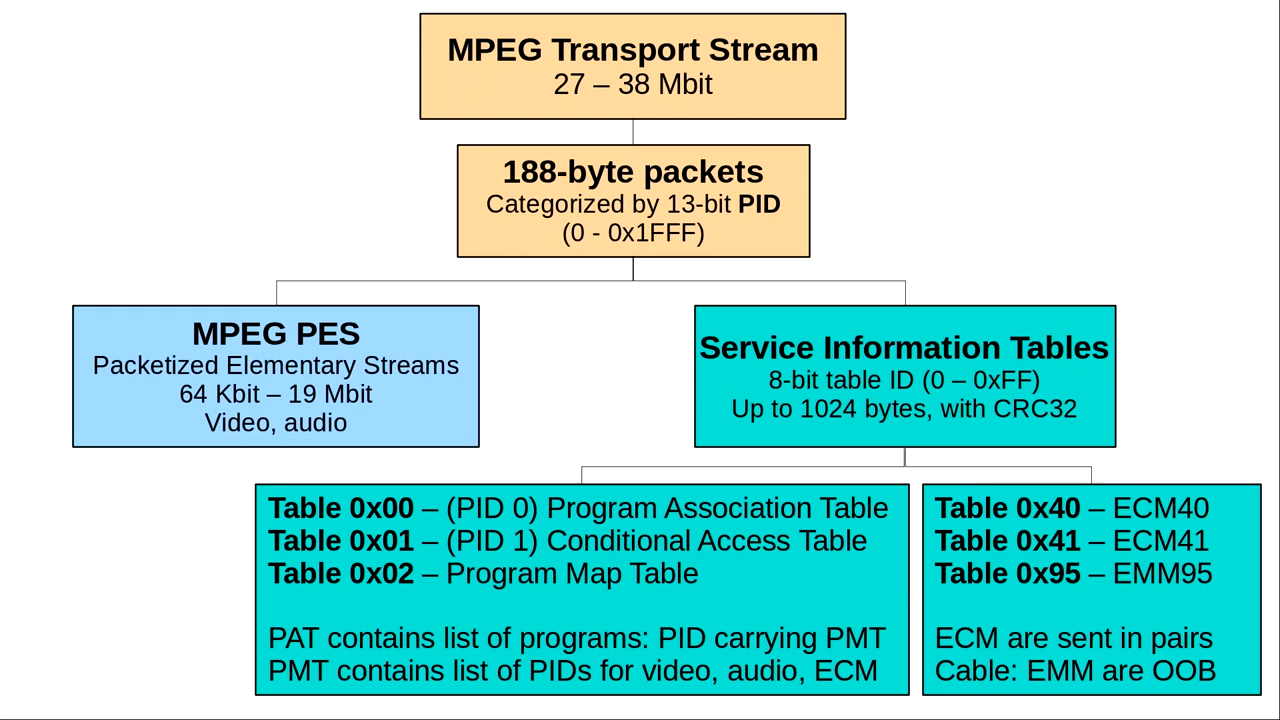 MPEG Transport Stream
27 – 38 Mbit
188-byte packets
Categorized by 13-bit PID
(0 - 0x1FFF)
MPEG PES
Packetized Elementary Streams
64 Kbit – 19 Mbit
Video, audio
Service Information Tables
8-bit table ID (0 – 0xFF)
Up to 1024 bytes, with CRC32
Table 0x00 – (PID 0) Program Association Table
Table 0x01 – (PID 1) Conditional Access Table
Table 0x02 – Program Map Table
PAT contains list of programs: PID carrying PMT
PMT contains list of PIDs for video, audio, ECM
Table 0x40 – ECM40
Table 0x41 – ECM41
Table 0x95 – EMM95
ECM are sent in pairs
Cable: EMM are OOB